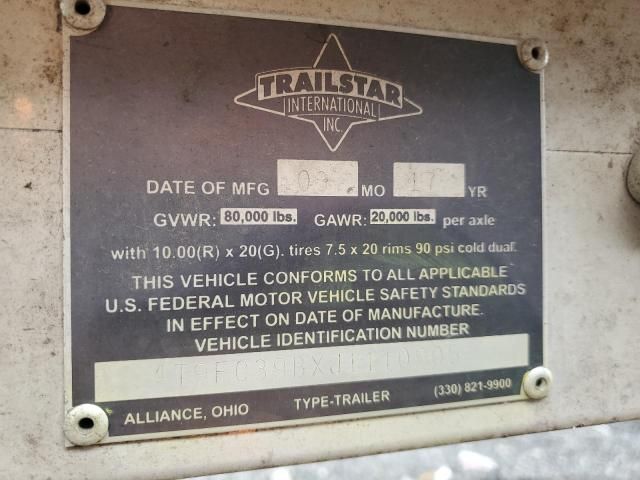 TRAILSTAR
INTERNATIONAL
INC.
DATE OF MFG 09 MO 17 YR
GVWR: 80,000 lbs. GAWR: 20,000 lbs. per axle
with 10.00(R) x 20(G). tires 7.5 x 20 rims 90 psi cold dual.
THIS VEHICLE CONFORMS TO ALL APPLICABLE
U.S. FEDERAL MOTOR VEHICLE SAFETY STANDARDS
IN EFFECT ON DATE OF MANUFACTURE.
VEHICLE IDENTIFICATION NUMBER
ALLIANCE, OHIO TYPE-TRAILER (330) 821-9900